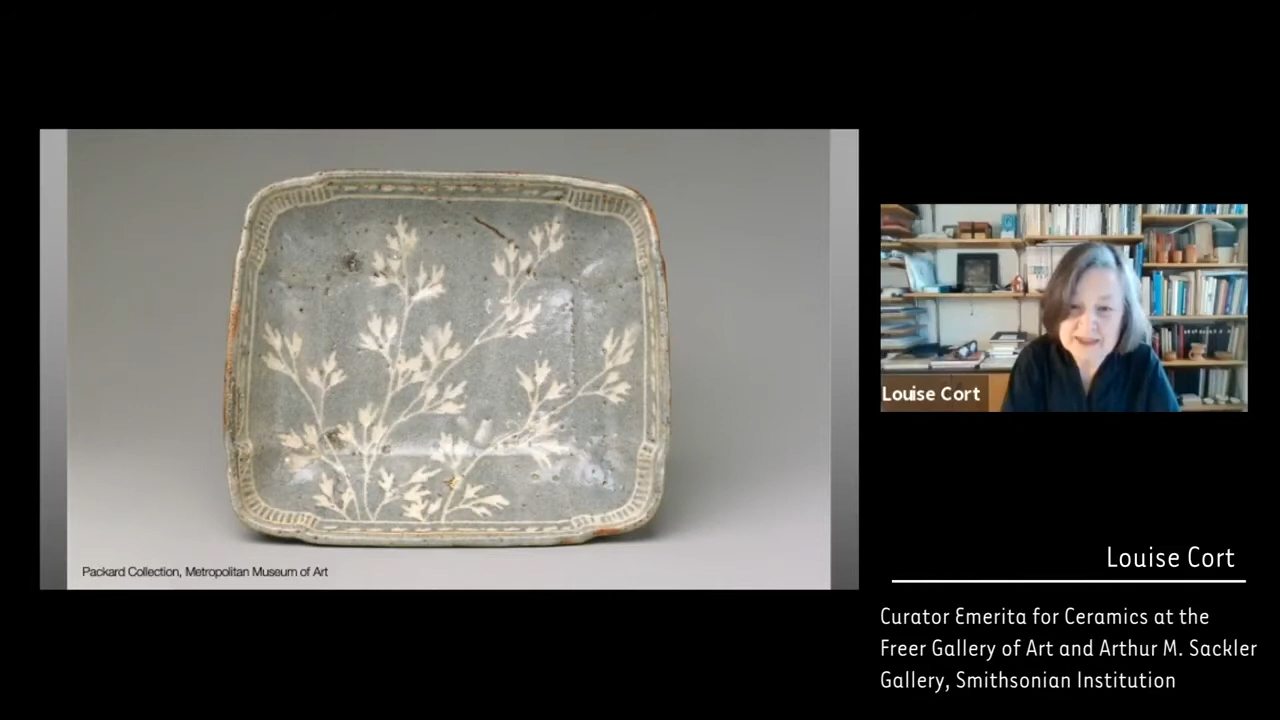 Packard Collection, Metropolitan Museum of Art
Louise Cort
Louise Cort
Curator Emerita for Ceramics at the
Freer Gallery of Art and Arthur M. Sackler
Gallery, Smithsonian Institution